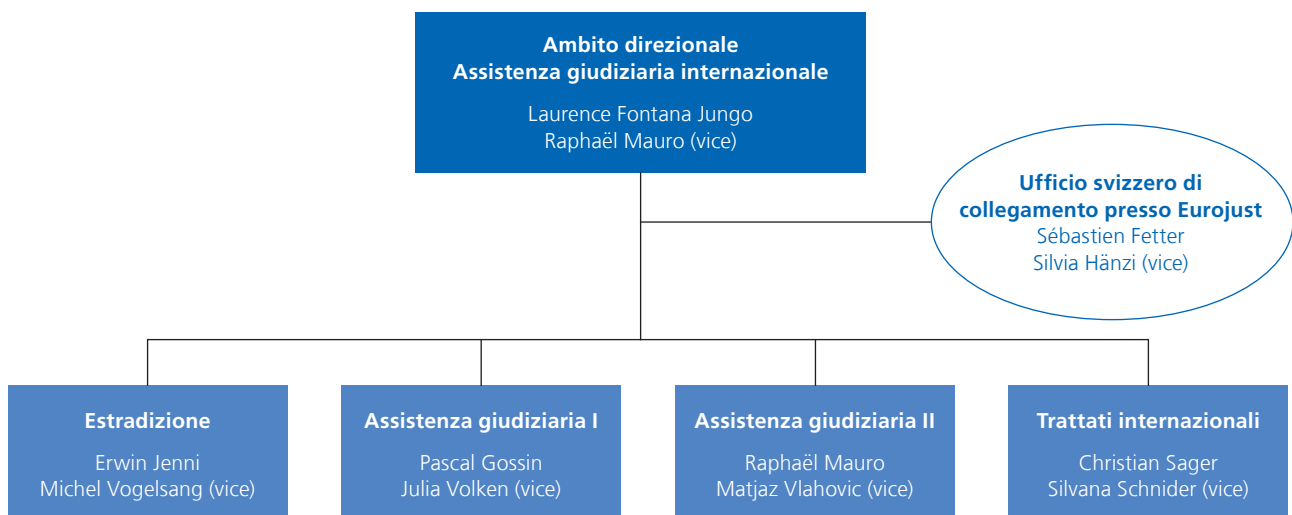 Ambito direzionale
Assistenza giudiziaria internazionale
Laurence Fontana Jungo
Raphaël Mauro (vice)
Ufficio svizzero di
collegamento presso Eurojust
Sébastien Fetter
Silvia Hänzi (vice)
Estradizione
Erwin Jenni
Michel Vogelsang (vice)
Assistenza giudiziaria I
Pascal Gossin
Julia Volken (vice)
Assistenza giudiziaria II
Raphaël Mauro
Matjaz Vlahovic (vice)
Trattati internazionali
Christian Sager
Silvana Schnider (vice)